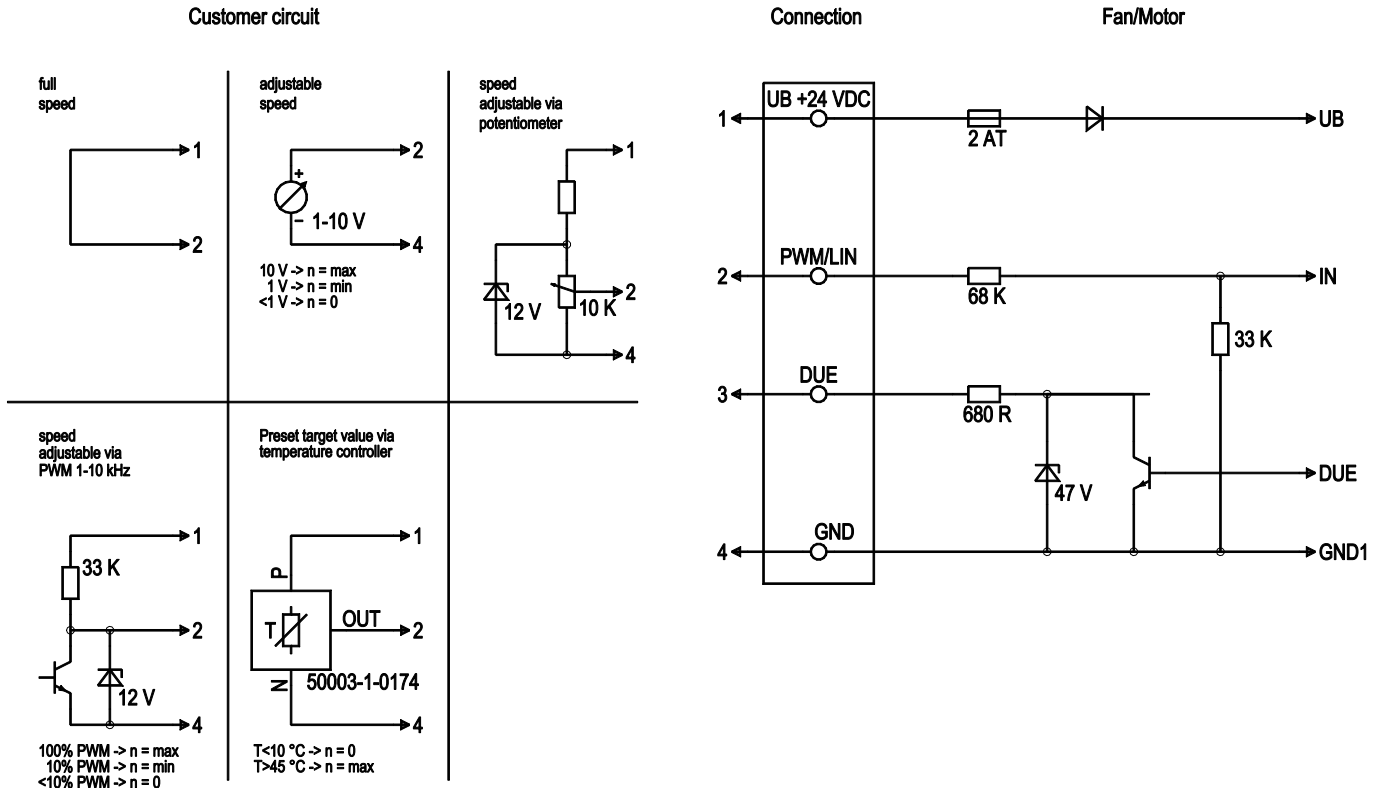 Customer circuit
Connection
Fan/Motor
full
speed
1
2
adjustable
speed
2
+
–
1-10 V
4
10 V -> n = max
1 V -> n = min
<1 V -> n = 0
speed
adjustable via
potentiometer
1
12 V
10 K
2
4
speed
adjustable via
PWM 1-10 kHz
1
33 K
2
12 V
4
100% PWM -> n = max
10% PWM -> n = min
<10% PWM -> n = 0
Preset target value via
temperature controller
1
P
T
OUT
2
N
50003-1-0174
4
T<10 °C -> n = 0
T>45 °C -> n = max
UB +24 VDC
1
2 AT
UB
PWM/LIN
2
68 K
IN
33 K
DUE
3
680 R
47 V
DUE
GND
4
GND1